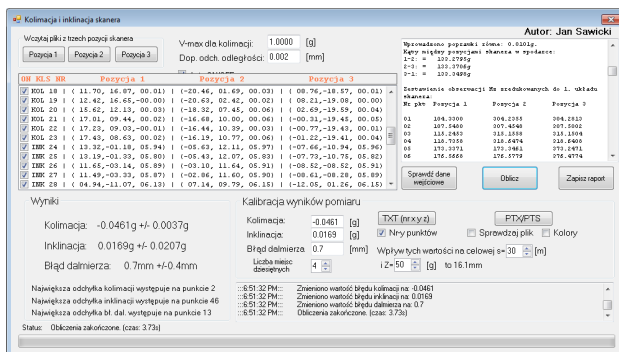 Kolimacja i inklinacja skanera
Autor: Jan Sawicki
Wczytaj pliki z trzech pozycji skanera
Pozycja 1 Pozycja 2 Pozycja 3
V-max dla kolimacji: 1.0000 [g]
Dop. odch. odległości: 0.002 [mm]
ON KLS NR Pozycja 1 Pozycja 2 Pozycja 3
KOL 18 | ( 11.70, 16.87, 00.01) | (-20.46, 01.69, 00.03) | ( 08.76,-18.57, 00.01)
KOL 19 | ( 12.42, 16.65,-00.00) | (-20.63, 02.42, 00.02) | ( 08.21,-19.08, 00.00)
KOL 20 | ( 15.62, 12.13, 00.03) | (-18.32, 07.45, 00.06) | ( 02.69,-19.59, 00.04)
KOL 21 | ( 17.01, 09.44, 00.02) | (-16.68, 10.00, 00.06) | (-00.31,-19.45, 00.05)
KOL 22 | ( 17.23, 09.03,-00.01) | (-16.44, 10.39, 00.03) | (-00.77,-19.43, 00.01)
KOL 23 | ( 17.43, 08.63, 00.02) | (-16.19, 10.77, 00.06) | (-01.22,-19.41, 00.04)
INK 24 | ( 13.32,-01.18, 05.94) | (-05.63, 12.11, 05.97) | (-07.66,-10.94, 05.96)
INK 25 | ( 13.19,-01.33, 05.80) | (-05.43, 12.07, 05.83) | (-07.73,-10.75, 05.82)
INK 26 | ( 11.65,-03.14, 05.89) | (-03.10, 11.64, 05.91) | (-08.52,-08.52, 05.91)
INK 27 | ( 11.49,-03.33, 05.87) | (-02.86, 11.60, 05.90) | (-08.61,-08.28, 05.89)
INK 28 | ( 04.94,-11.07, 06.13) | ( 07.14, 09.79, 06.15) | (-12.05, 01.26, 06.15)
Wprowadzono poprawki równe: 0.8101g.
Kąty między pozycjami skanera w spodarce:
1-2: = 133.2795g
2-3: = 133.3706g
3-1: = 133.3498g
Zestawienie obserwacji Hz zredukowanych do 1. układu
skanera:
Nr pkt Pozycja 1 Pozycja 2 Pozycja 3
01 104.3300 304.2355 304.2813
02 107.5480 307.4548 307.5002
03 115.2453 315.1558 315.1804
04 118.7358 318.6474 318.6408
05 173.3371 373.3461 373.2471
06 176.5668 376.5779 376.4774
Sprawdź dane wejściowe Oblicz Zapisz raport
Wyniki
Kolimacja: -0.0461g +/- 0.0037g
Inklinacja: 0.0169g +/- 0.0207g
Błąd dalmierza: 0.7mm +/-0.4mm
Największa odchyłka kolimacji występuje na punkcie 2
Największa odchyłka inklinacji występuje na punkcie 46
Największa odchyłka bł. dal. występuje na punkcie 13
Kalibracja wyników pomiaru
Kolimacja: -0.0461 [g]
Inklinacja: 0.0169 [g]
Błąd dalmierza 0.7 [mm]
Liczba miejsc dziesiętnych 4
TXT (nr x y z) PTX/PTS
Nr-y punktów Sprawdzaj plik Kolory
Wpływ tych wartości na celowej s= 30 [m]
i Z= 50 [g] to 16.1mm
:::6:51:32 PM::: Zmieniono wartość błędu kolimacji na: -0.0461
:::6:51:32 PM::: Zmieniono wartość błędu inklinacji na: 0.0169
:::6:51:32 PM::: Zmieniono wartość błędu dalmierza na: 0.7
:::6:51:32 PM::: Obliczenia zakończone. (czas: 3.73s)
Status: Obliczenia zakończone. (czas: 3.73s)